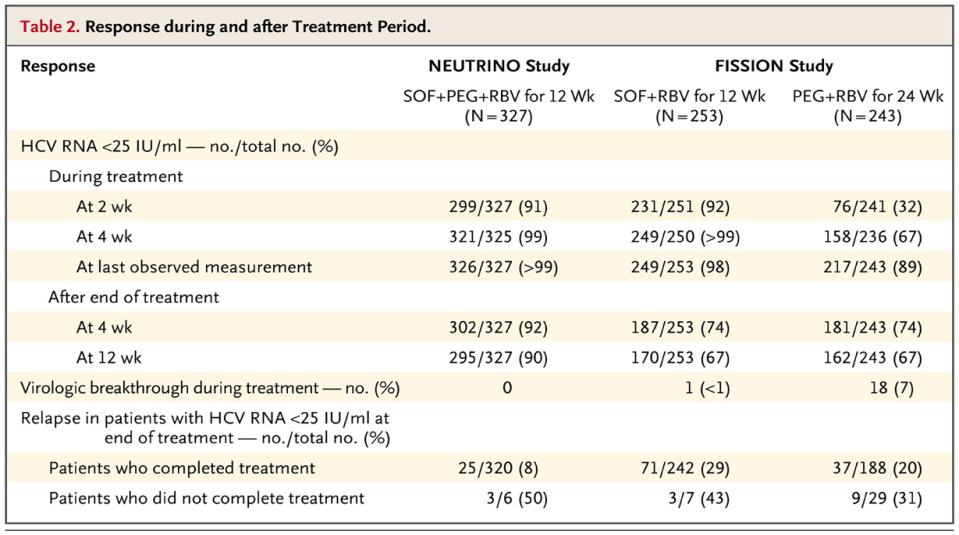 Table 2. Response during and after Treatment Period.
Response NEUTRINO Study FISSION Study
SOF+PEG+RBV for 12 Wk (N=327) SOF+RBV for 12 Wk (N=253) PEG+RBV for 24 Wk (N=243)
HCV RNA <25 IU/ml — no./total no. (%)
During treatment
At 2 wk 299/327 (91) 231/251 (92) 76/241 (32)
At 4 wk 321/325 (99) 249/250 (>99) 158/236 (67)
At last observed measurement 326/327 (>99) 249/253 (98) 217/243 (89)
After end of treatment
At 4 wk 302/327 (92) 187/253 (74) 181/243 (74)
At 12 wk 295/327 (90) 170/253 (67) 162/243 (67)
Virologic breakthrough during treatment — no. (%) 0 1 (<1) 18 (7)
Relapse in patients with HCV RNA <25 IU/ml at
end of treatment — no./total no. (%)
Patients who completed treatment 25/320 (8) 71/242 (29) 37/188 (20)
Patients who did not complete treatment 3/6 (50) 3/7 (43) 9/29 (31)